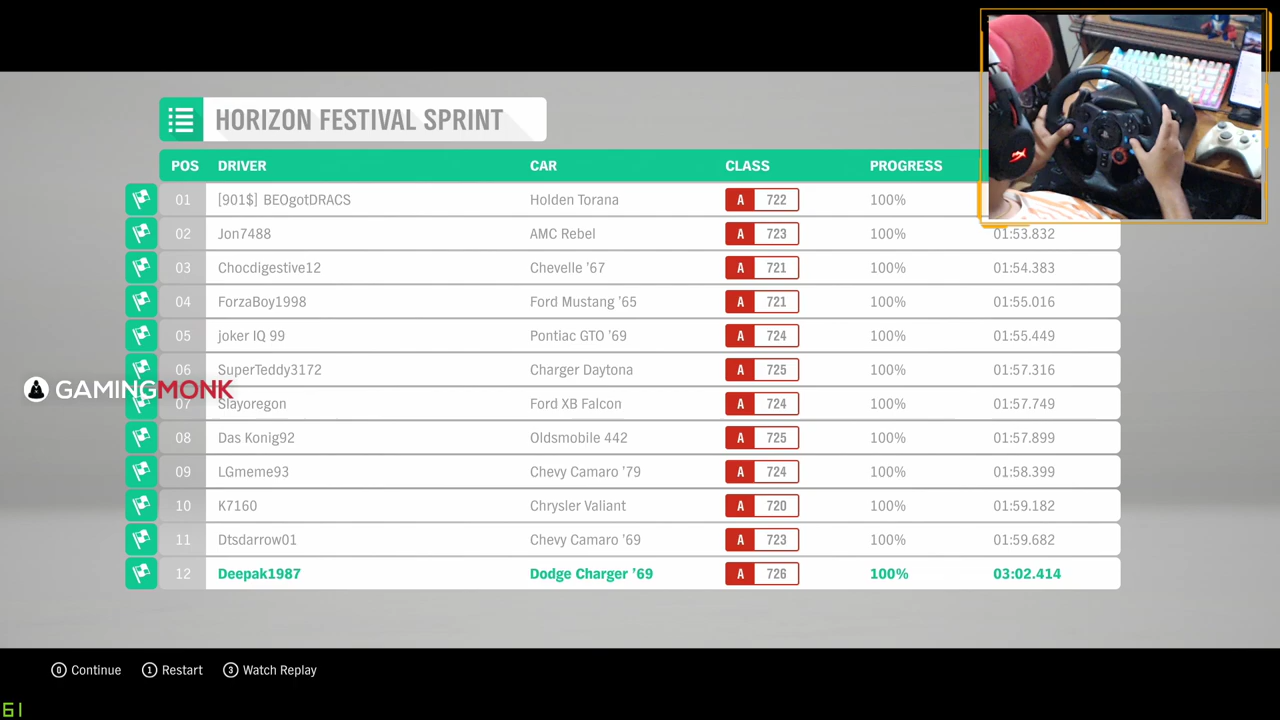 HORIZON FESTIVAL SPRINT
POS DRIVER CAR CLASS PROGRESS
01 [901$] BEOgotDRACS Holden Torana A 722 100%
02 Jon7488 AMC Rebel A 723 100% 01:53.832
03 Chocdigestive12 Chevelle '67 A 721 100% 01:54.383
04 ForzaBoy1998 Ford Mustang '65 A 721 100% 01:55.016
05 joker IQ 99 Pontiac GTO '69 A 724 100% 01:55.449
06 SuperTeddy3172 Charger Daytona A 725 100% 01:57.316
GAMINGMONK
07 Slayoregon Ford XB Falcon A 724 100% 01:57.749
08 Das Konig92 Oldsmobile 442 A 725 100% 01:57.899
09 LGmeme93 Chevy Camaro '79 A 724 100% 01:58.399
10 K7160 Chrysler Valiant A 720 100% 01:59.182
11 Dtsdarrow01 Chevy Camaro '69 A 723 100% 01:59.682
12 Deepak1987 Dodge Charger '69 A 726 100% 03:02.414
0 Continue 1 Restart 3 Watch Replay
61